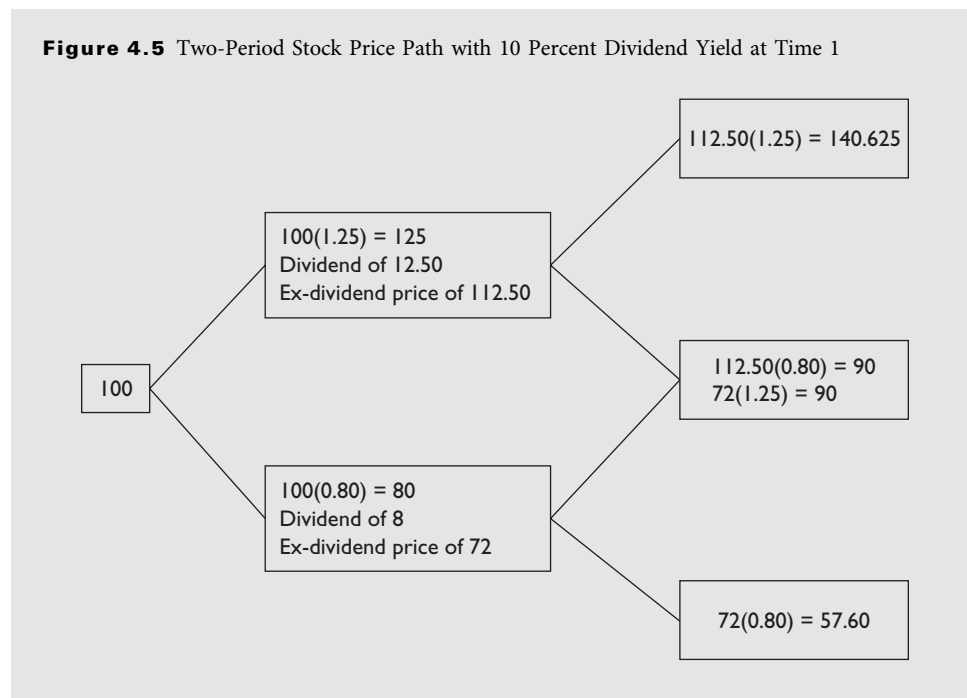 Figure 4.5 Two-Period Stock Price Path with 10 Percent Dividend Yield at Time 1
112.50(1.25) = 140.625
100(1.25) = 125
Dividend of 12.50
Ex-dividend price of 112.50
100
112.50(0.80) = 90
72(1.25) = 90
100(0.80) = 80
Dividend of 8
Ex-dividend price of 72
72(0.80) = 57.60